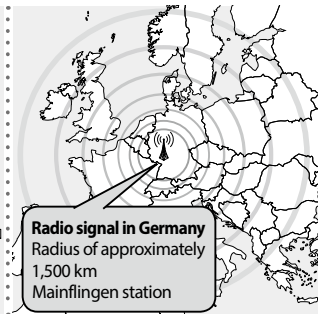 Radio signal in Germany
Radius of approximately
1,500 km
Mainflingen station